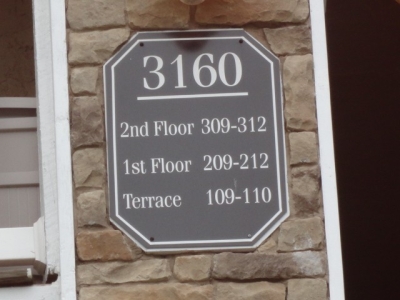 3160
2nd Floor 309-312
1st Floor 209-212
Terrace 109-110